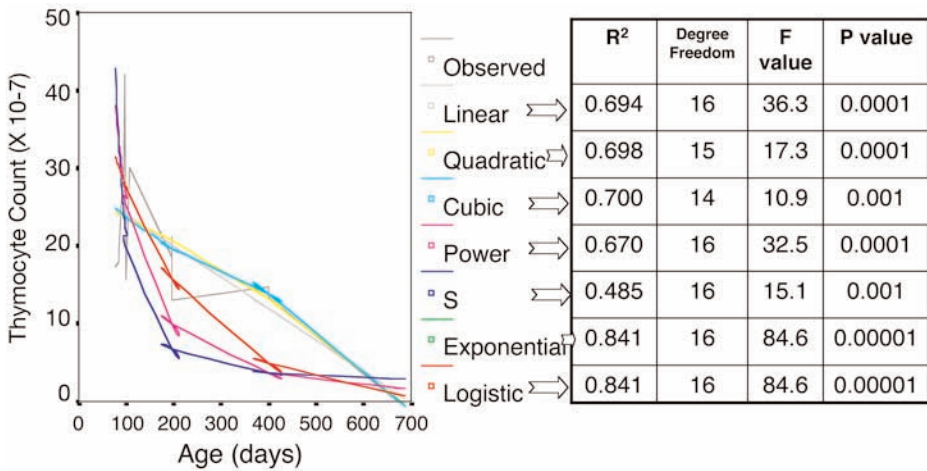 Thymocyte Count (X 10-7)
50
40
30
20
10
0
0 100 200 300 400 500 600 700
Age (days)
Observed
Linear
Quadratic
Cubic
Power
S
Exponential
Logistic
R² Degree Freedom F value P value
0.694 16 36.3 0.0001
0.698 15 17.3 0.0001
0.700 14 10.9 0.001
0.670 16 32.5 0.0001
0.485 16 15.1 0.001
0.841 16 84.6 0.00001
0.841 16 84.6 0.00001